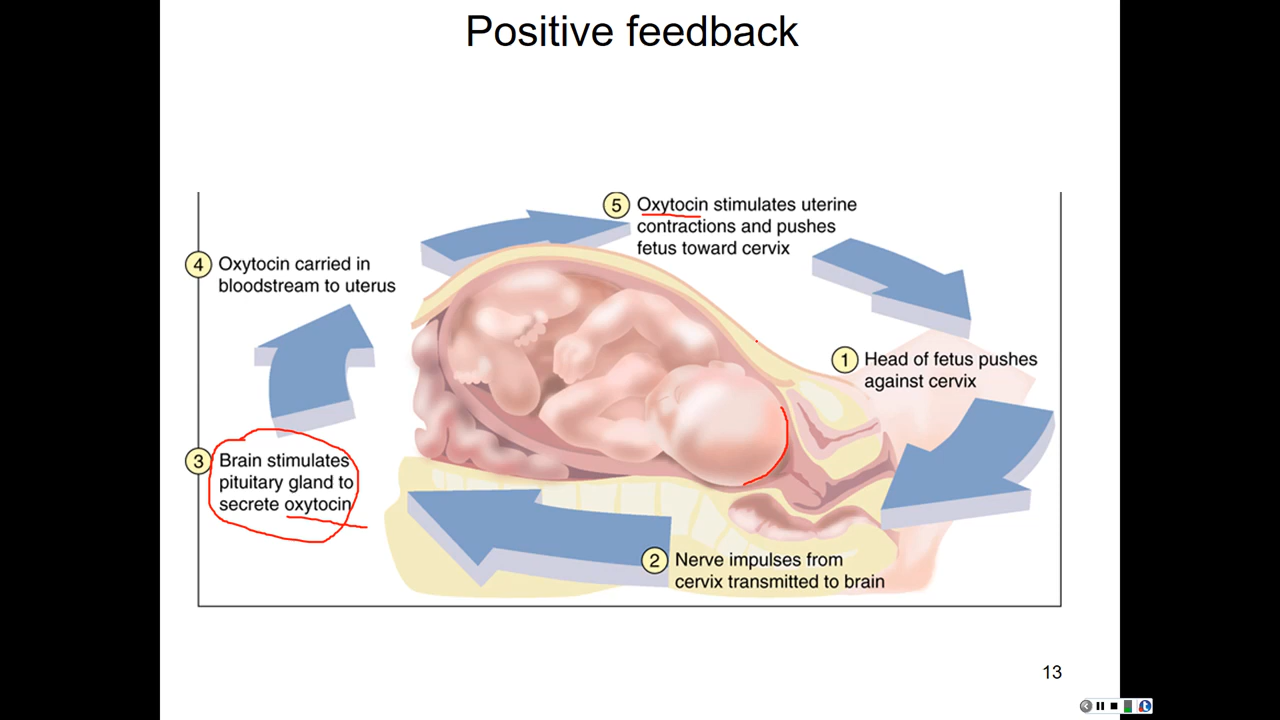 Positive feedback
5 Oxytocin stimulates uterine
contractions and pushes
fetus toward cervix
4 Oxytocin carried in
bloodstream to uterus
1 Head of fetus pushes
against cervix
3 Brain stimulates
pituitary gland to
secrete oxytocin
2 Nerve impulses from
cervix transmitted to brain
13